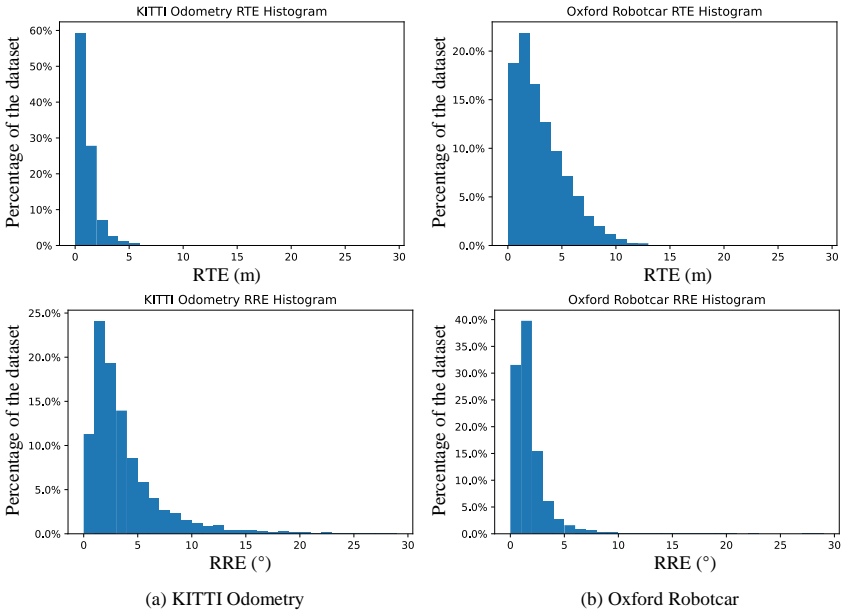 KITTI Odometry RTE Histogram
60%
50%
40%
30%
20%
10%
0%
Percentage of the dataset
0 5 10 15 20 25 30
RTE (m)
Oxford Robotcar RTE Histogram
20.0%
15.0%
10.0%
5.0%
0.0%
Percentage of the dataset
0 5 10 15 20 25 30
RTE (m)
KITTI Odometry RRE Histogram
25.0%
20.0%
15.0%
10.0%
5.0%
0.0%
Percentage of the dataset
0 5 10 15 20 25 30
RRE (°)
Oxford Robotcar RRE Histogram
40.0%
35.0%
30.0%
25.0%
20.0%
15.0%
10.0%
5.0%
0.0%
Percentage of the dataset
0 5 10 15 20 25 30
RRE (°)
(a) KITTI Odometry
(b) Oxford Robotcar